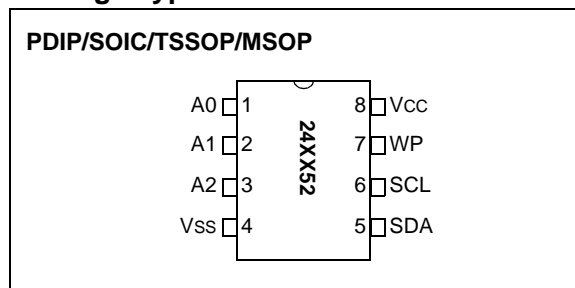 PDIP/SOIC/TSSOP/MSOP
A0 1 8 Vcc
A1 2 7 WP
A2 3 6 SCL
Vss 4 5 SDA
24XX52